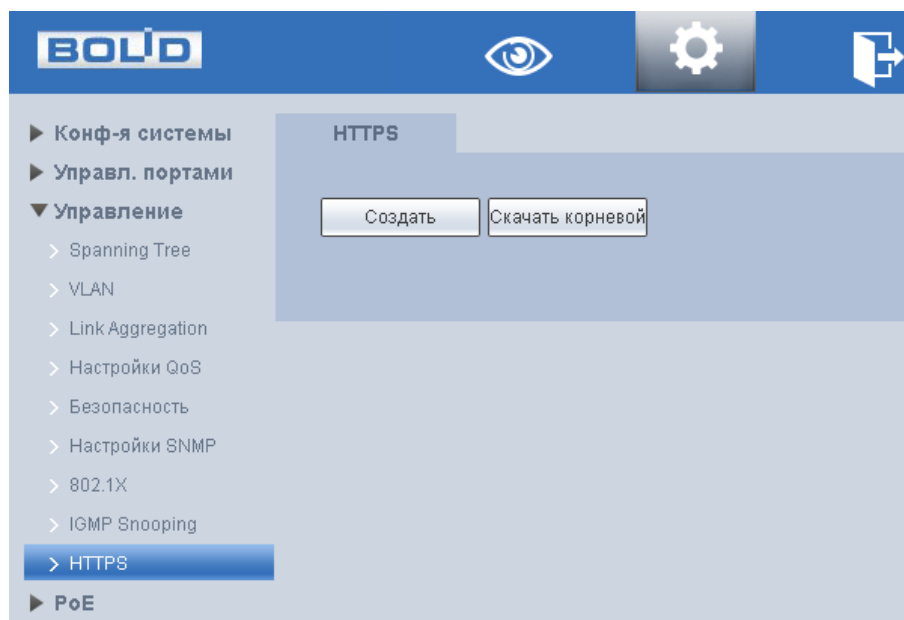 BOLID
Конф-я системы
Управл. портами
Управление
Spanning Tree
VLAN
Link Aggregation
Настройки QoS
Безопасность
Настройки SNMP
802.1X
IGMP Snooping
HTTPS
PoE
HTTPS
Создать
Скачать корневой